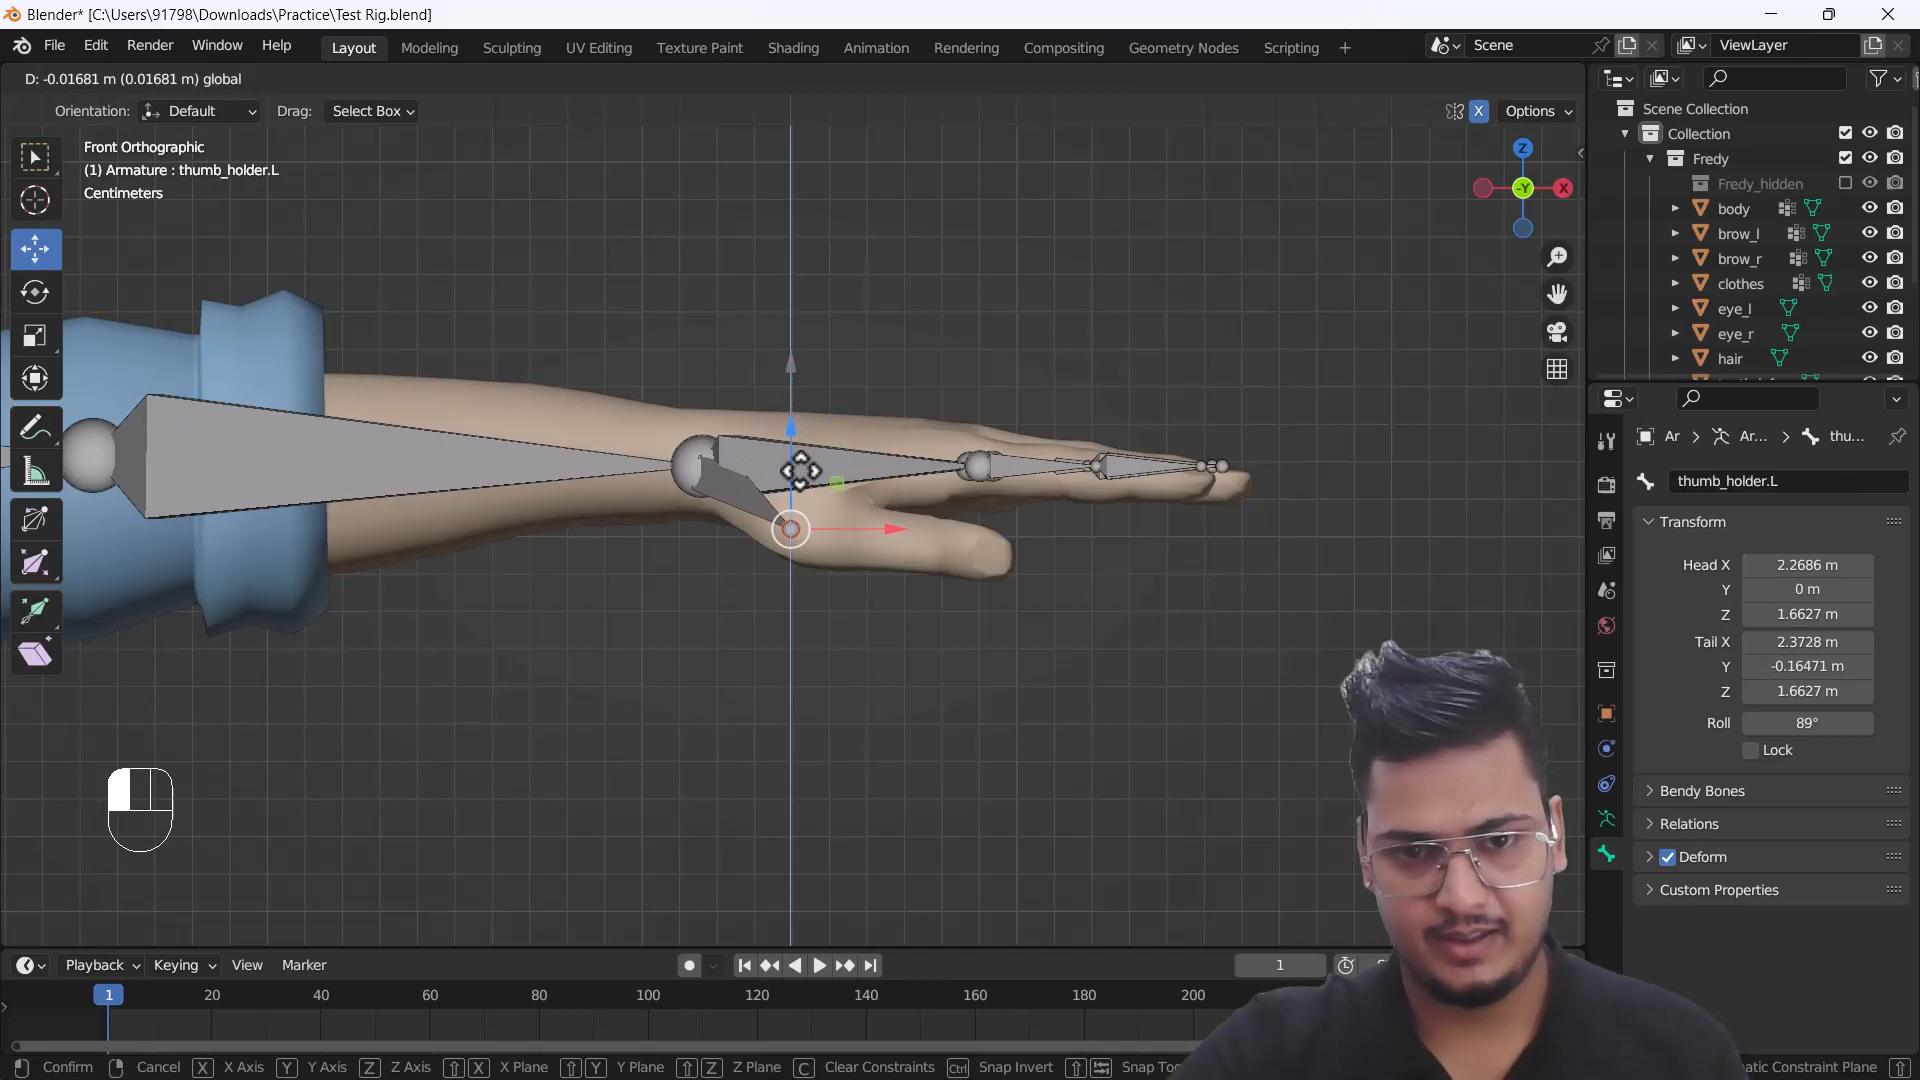 Blender* [C:\Users\91798\Downloads\Practice\Test Rig.blend]
File Edit Render Window Help
Layout Modeling Sculpting UV Editing Texture Paint Shading Animation Rendering Compositing Geometry Nodes Scripting +
Scene
ViewLayer
D: -0.01681 m (0.01681 m) global
Orientation: Default Drag: Select Box
X Options
Front Orthographic
(1) Armature : thumb_holder.L
Centimeters
Z
-Y
X
Scene Collection
Collection
Fredy
Fredy_hidden
body
brow_l
brow_r
clothes
eye_l
eye_r
hair
Ar > Ar... > thu...
thumb_holder.L
Transform
Head X 2.2686 m
Y 0 m
Z 1.6627 m
Tail X 2.3728 m
Y -0.16471 m
Z 1.6627 m
Roll 89°
Lock
Bendy Bones
Relations
Deform
Custom Properties
Playback Keying View Marker
1
1 20 40 60 80 100 120 140 160 180 200
Confirm Cancel X X Axis Y Y Axis Z Z Axis X X Plane Y Y Plane Z Z Plane C Clear Constraints Ctrl Snap Invert Snap To
atic Constraint Plane